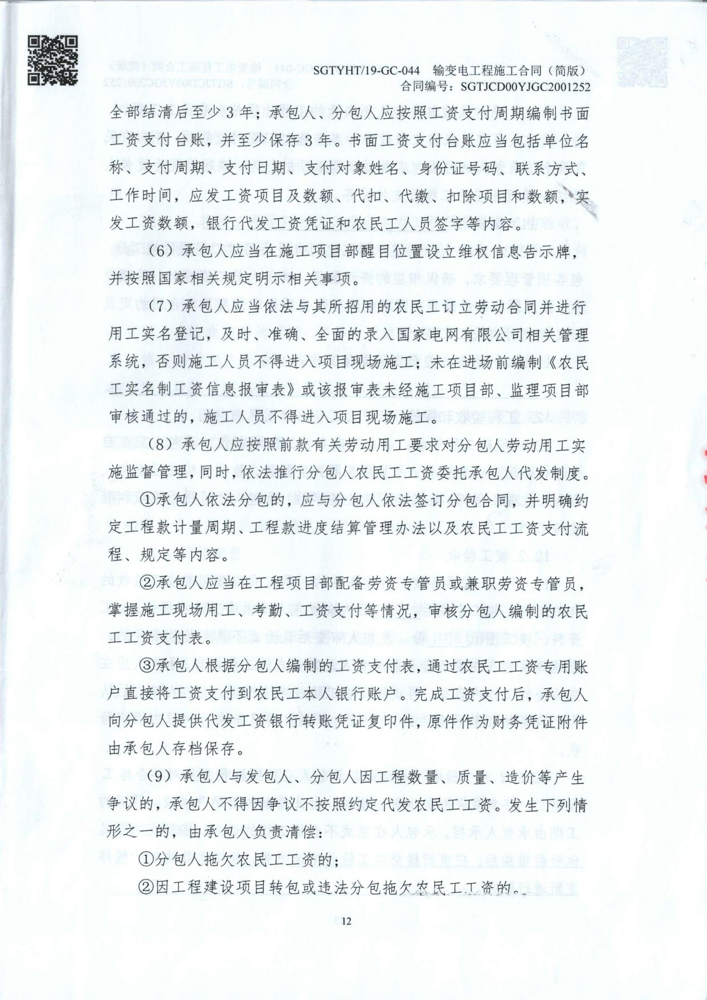 SGTYHT/19-GC-044 输变电工程施工合同（简版）
合同编号：SGTJCD00YJGC2001252
全部结清后至少 3 年；承包人、分包人应按照工资支付周期编制书面
工资支付台账，并至少保存 3 年。书面工资支付台账应当包括单位名
称、支付周期、支付日期、支付对象姓名、身份证号码、联系方式、
工作时间，应发工资项目及数额、代扣、代缴、扣除项目和数额，实
发工资数额，银行代发工资凭证和农民工人员签字等内容。
（6）承包人应当在施工项目部醒目位置设立维权信息告示牌，
并按照国家相关规定明示相关事项。
（7）承包人应当依法与其所招用的农民工订立劳动合同并进行
用工实名登记，及时、准确、全面的录入国家电网有限公司相关管理
系统，否则施工人员不得进入项目现场施工；未在进场前编制《农民
工实名制工资信息报审表》或该报审表未经施工项目部、监理项目部
审核通过的，施工人员不得进入项目现场施工。
（8）承包人应按照前款有关劳动用工要求对分包人劳动用工实
施监督管理，同时，依法推行分包人农民工工资委托承包人代发制度。
①承包人依法分包的，应与分包人依法签订分包合同，并明确约
定工程款计量周期、工程款进度结算管理办法以及农民工工资支付流
程、规定等内容。
②承包人应当在工程项目部配备劳资专管员或兼职劳资专管员，
掌握施工现场用工、考勤、工资支付等情况，审核分包人编制的农民
工工资支付表。
③承包人根据分包人编制的工资支付表，通过农民工工资专用账
户直接将工资支付到农民工本人银行账户。完成工资支付后，承包人
向分包人提供代发工资银行转账凭证复印件，原件作为财务凭证附件
由承包人存档保存。
（9）承包人与发包人、分包人因工程数量、质量、造价等产生
争议的，承包人不得因争议不按照约定代发农民工工资。发生下列情
形之一的，由承包人负责清偿：
①分包人拖欠农民工工资的；
②因工程建设项目转包或违法分包拖欠农民工工资的。
12